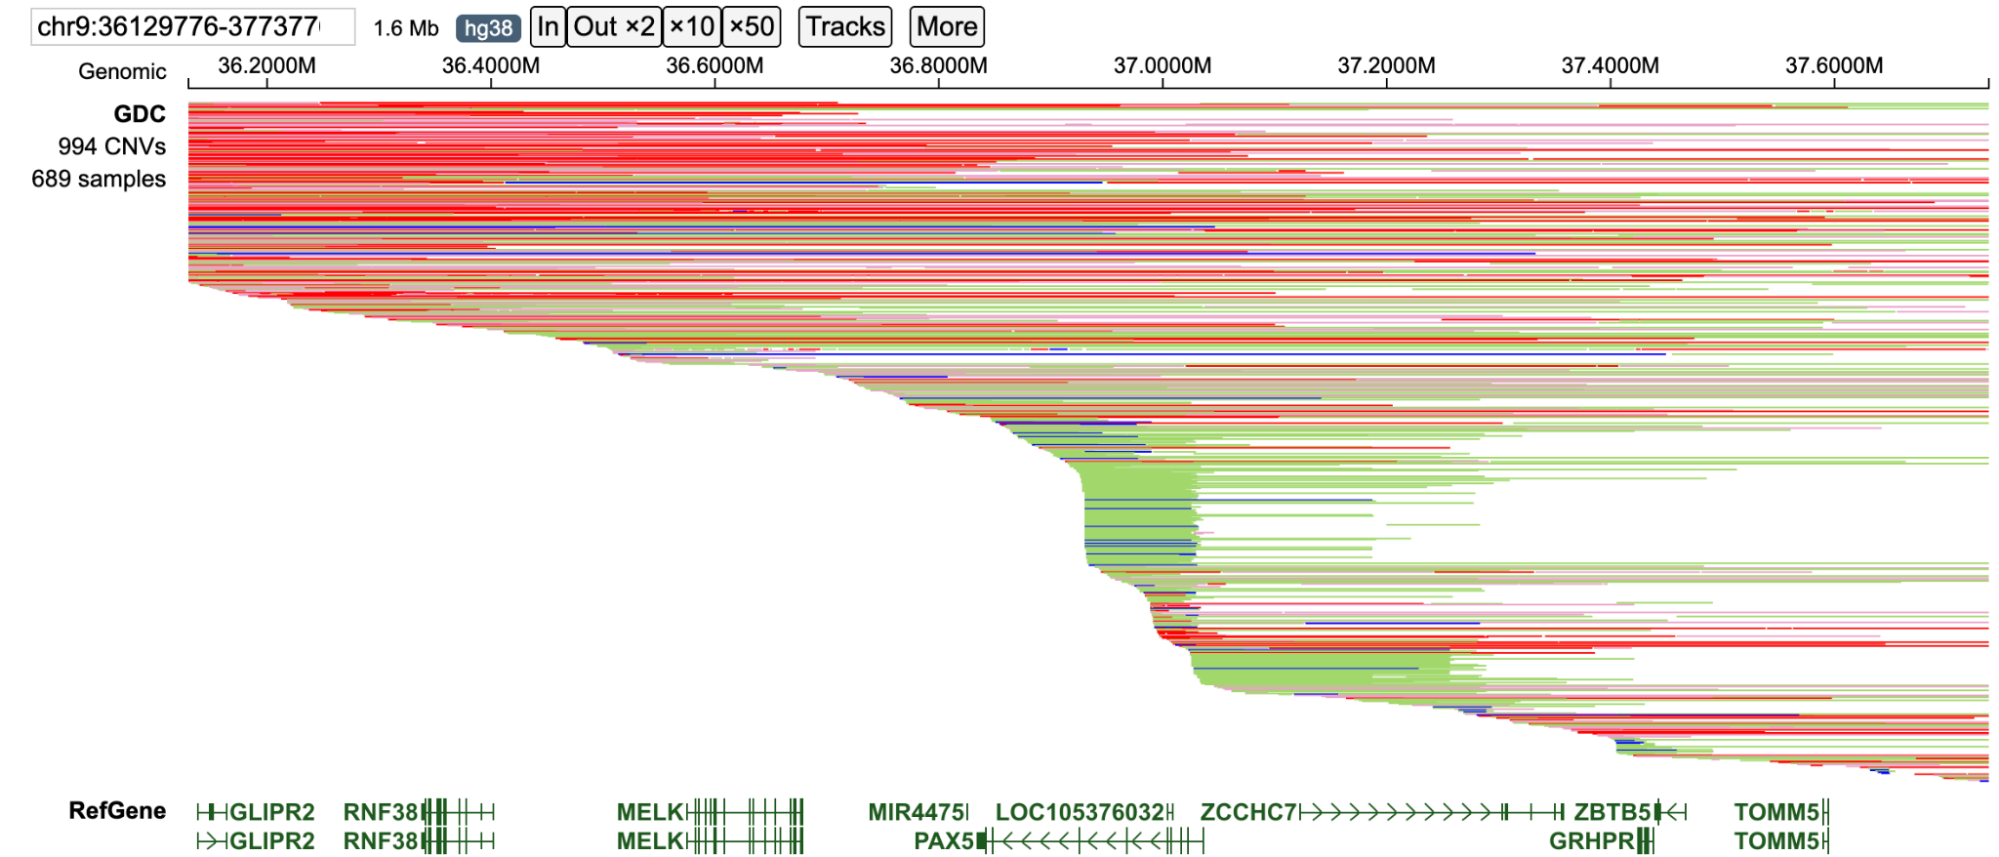 chr9:36129776-377377 1.6 Mb hg38 In Out ×2 ×10 ×50 Tracks More
Genomic 36.2000M 36.4000M 36.6000M 36.8000M 37.0000M 37.2000M 37.4000M 37.6000M
GDC
994 CNVs
689 samples
RefGene GLIPR2 RNF38 MELK MIR4475 LOC105376032 ZCCHC7 ZBTB5 TOMM5
GLIPR2 RNF38 MELK PAX5 GRHPR TOMM5